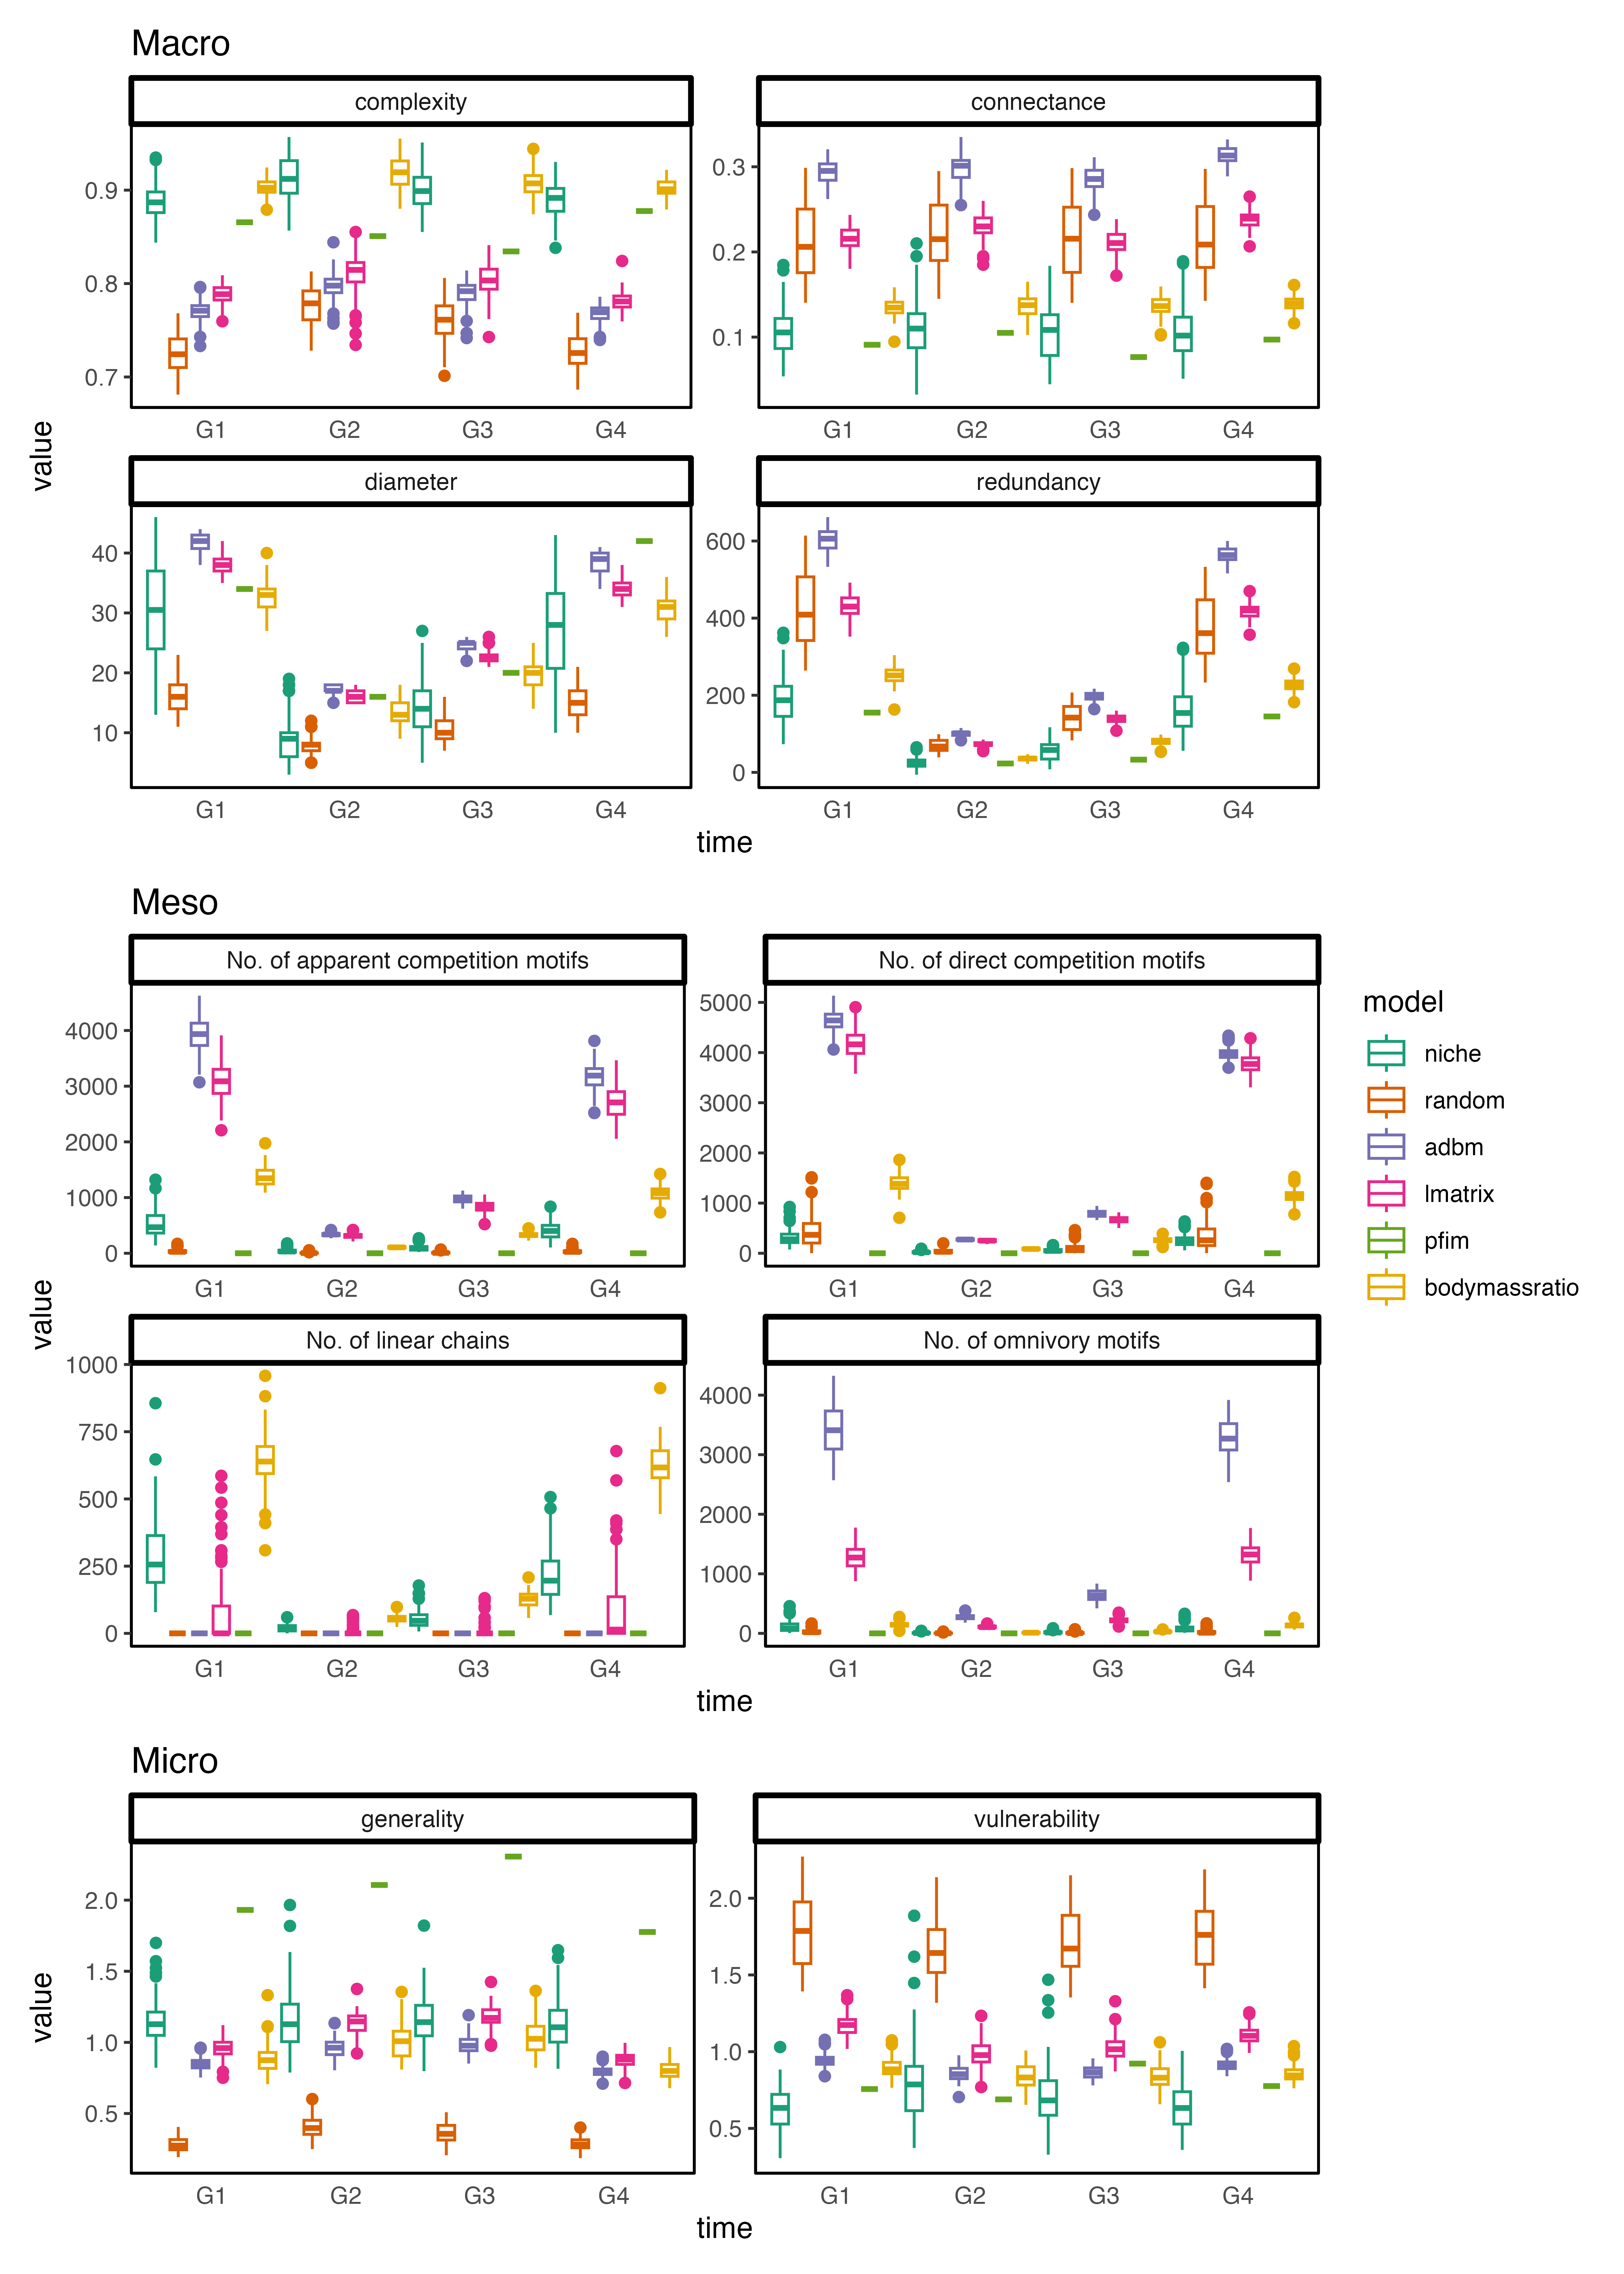 Macro
complexity
connectance
0.9
0.8
0.7
0.3
0.2
0.1
G1 G2 G3 G4
G1 G2 G3 G4
diameter
redundancy
40
30
20
10
600
400
200
0
G1 G2 G3 G4
G1 G2 G3 G4
value
time
Meso
No. of apparent competition motifs
No. of direct competition motifs
4000
3000
2000
1000
0
5000
4000
3000
2000
1000
0
G1 G2 G3 G4
G1 G2 G3 G4
No. of linear chains
No. of omnivory motifs
1000
750
500
250
0
4000
3000
2000
1000
0
G1 G2 G3 G4
G1 G2 G3 G4
value
time
model
niche
random
adbm
lmatrix
pfim
bodymassratio
Micro
generality
vulnerability
2.0
1.5
1.0
0.5
2.0
1.5
1.0
0.5
G1 G2 G3 G4
G1 G2 G3 G4
value
time